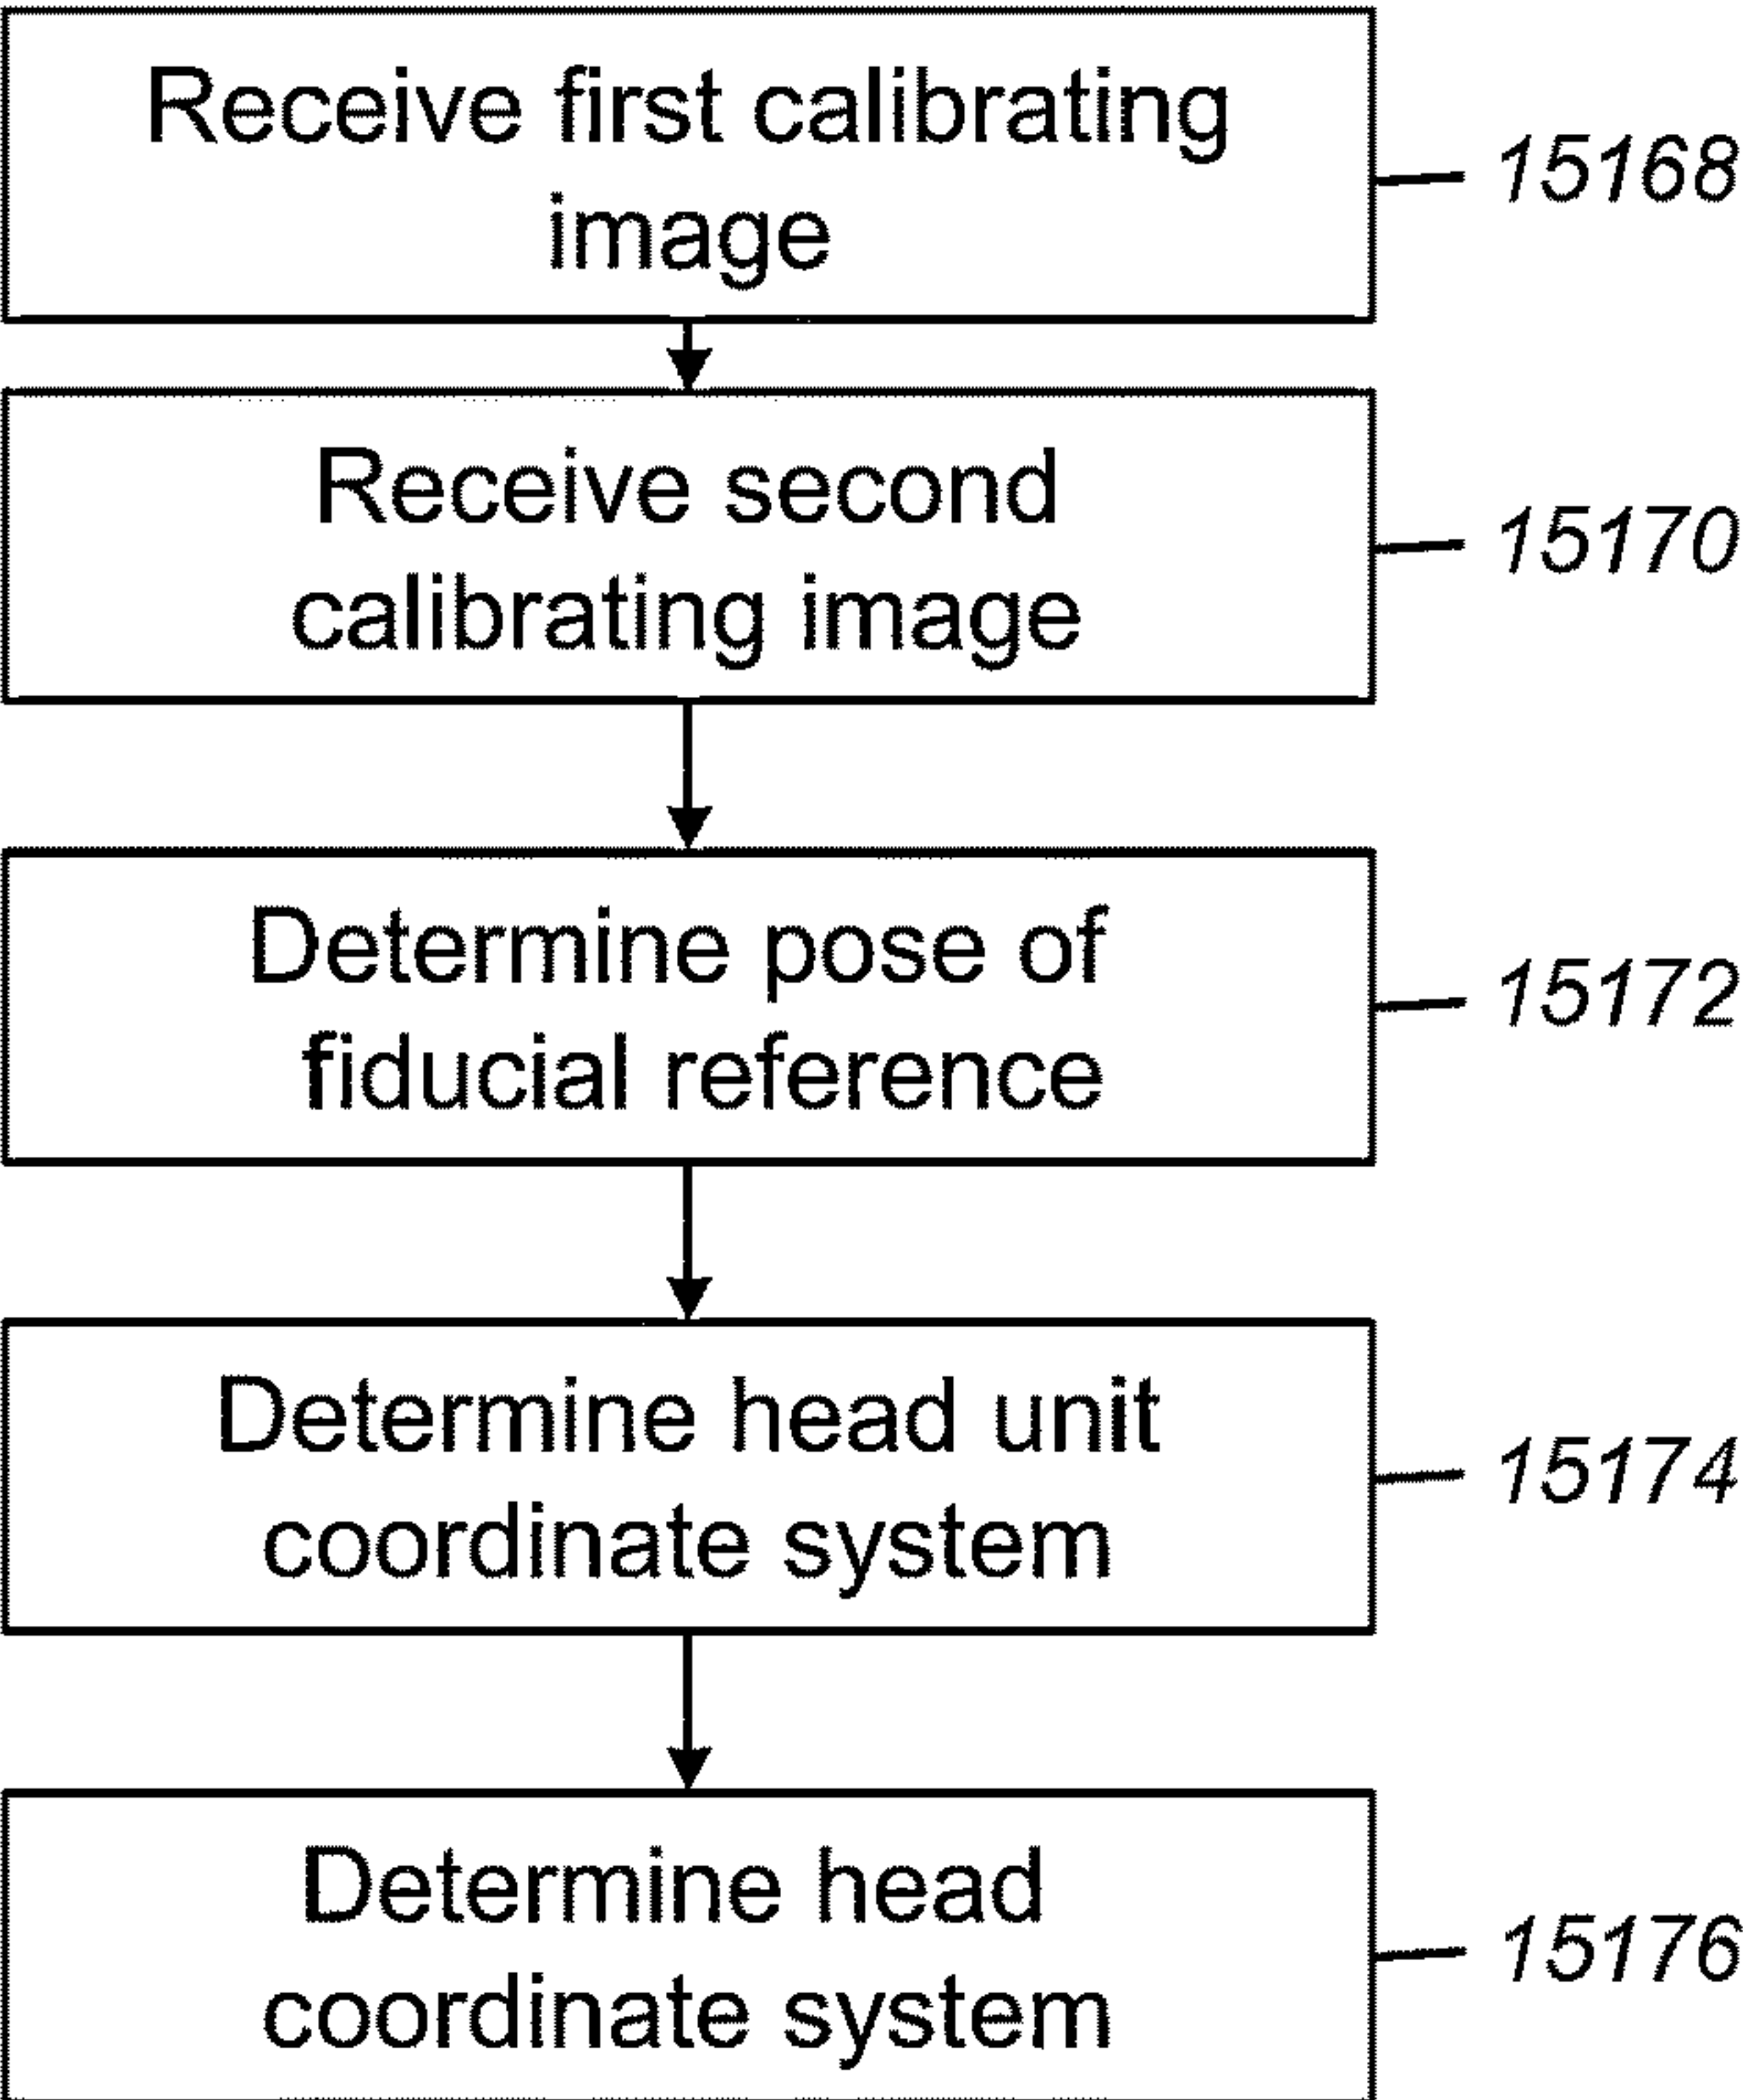 Receive first calibrating
image
15168
Receive second
calibrating image
15170
Determine pose of
fiducial reference
15172
Determine head unit
coordinate system
15174
Determine head
coordinate system
15176